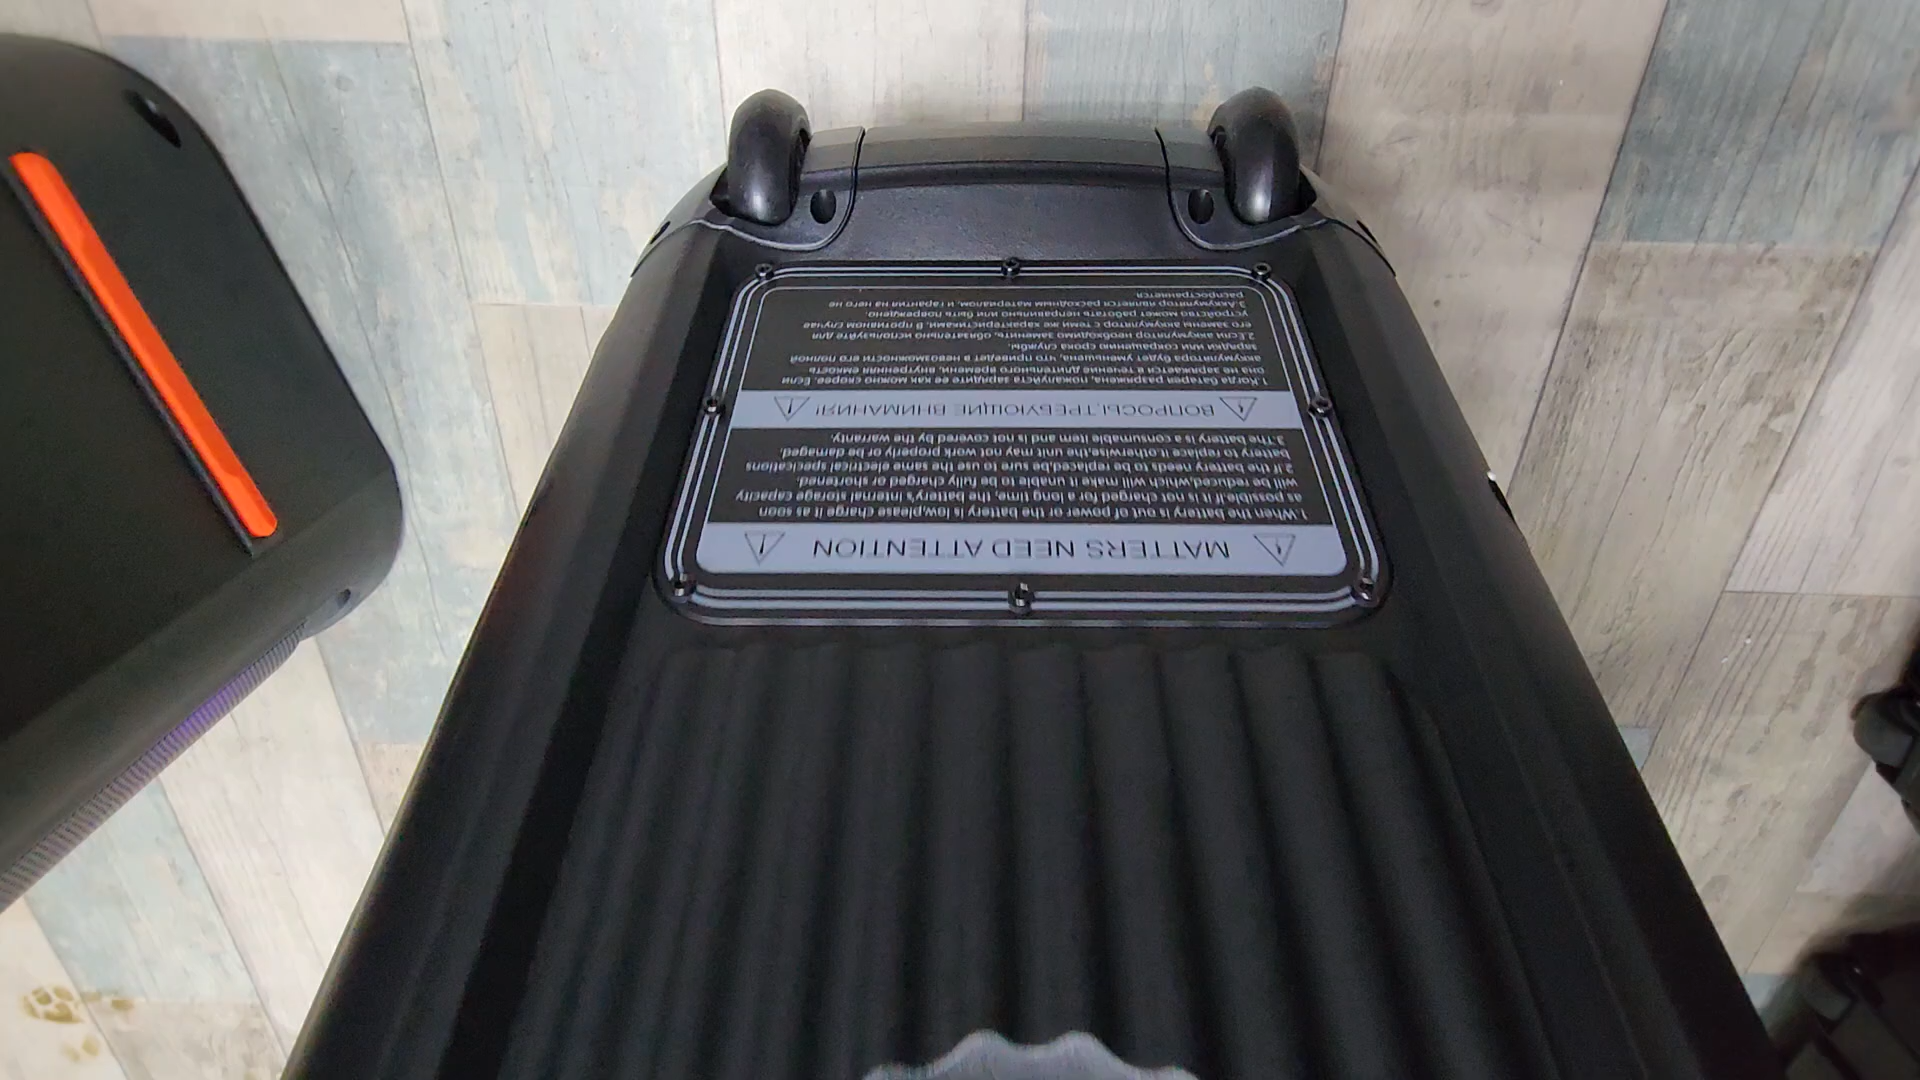 MATTERS NEED ATTENTION
1.When the battery is out of power or the battery is low,please charge it as soon
as possible.If it is not charged for a long time, the battery's internal storage capacity
will be reduced,which will make it unable to be fully charged or shortened.
2.If the battery needs to be replaced,be sure to use the same electrical specifications
battery to replace it.otherwise.the unit may not work properly or be damaged.
3.The battery is a consumable item and is not covered by the warranty.
ВОПРОСЫ,ТРЕБУЮЩИЕ ВНИМАНИЯ!
1.Когда батарея разряжена, пожалуйста зарядите ее как можно скорее. Если
она не заряжается в течение длительного времени, внутренняя емкость
аккумулятора будет уменьшена, что приведет к невозможности его полной
зарядки или сокращению срока службы.
2.Если аккумулятор необходимо заменить, обязательно используйте для
его замены аккумулятор с теми же характеристиками, В противном случае
устройство может работать неправильно или быть повреждено.
3.Аккумулятор является расходным материалом, и гарантия на него не
распространяется